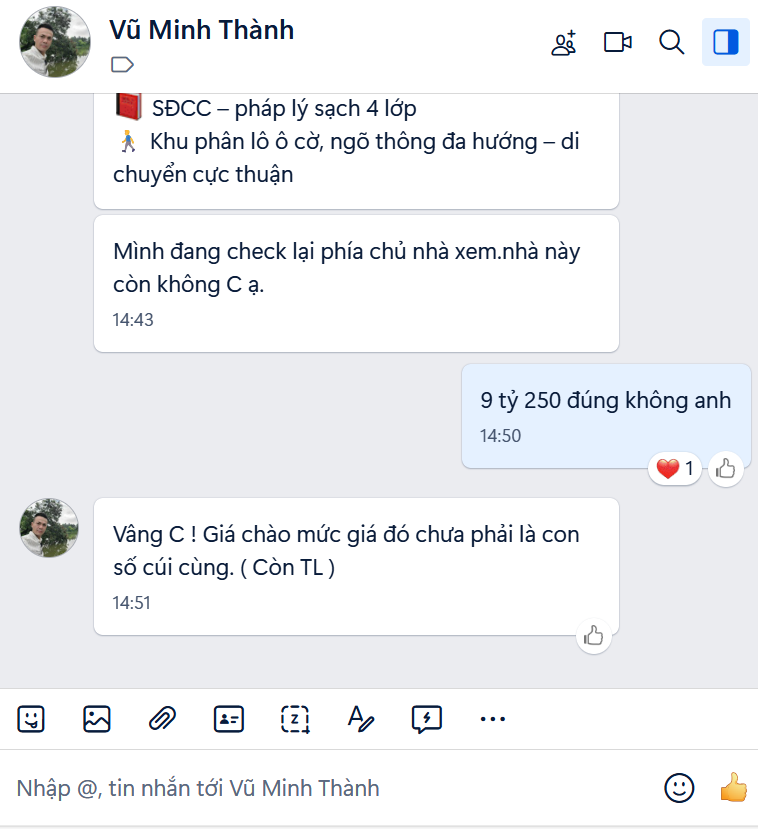 Vũ Minh Thành
SĐCC – pháp lý sạch 4 lớp
Khu phân lô ô cờ, ngõ thông đa hướng – di
chuyển cực thuận
Mình đang check lại phía chủ nhà xem.nhà này
còn không C ạ.
14:43
9 tỷ 250 đúng không anh
14:50
1
Vâng C ! Giá chào mức giá đó chưa phải là con
số cúi cùng. ( Còn TL )
14:51
Nhập @, tin nhắn tới Vũ Minh Thành